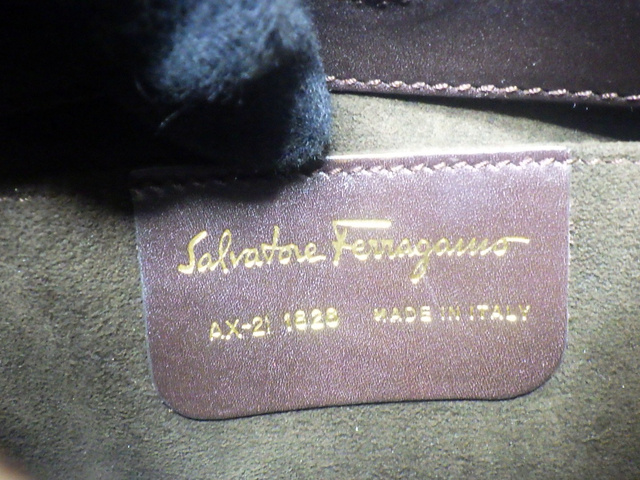 Salvatore Ferragamo
AX-21 1828 MADE IN ITALY